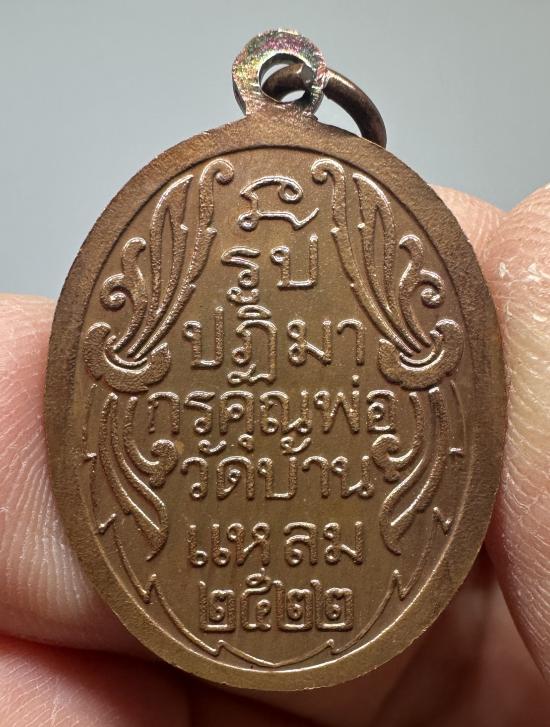 รูป
ปฏิมา
กรคุณพ่อ
วัดบ้าน
แหลม
๒๕๒๒